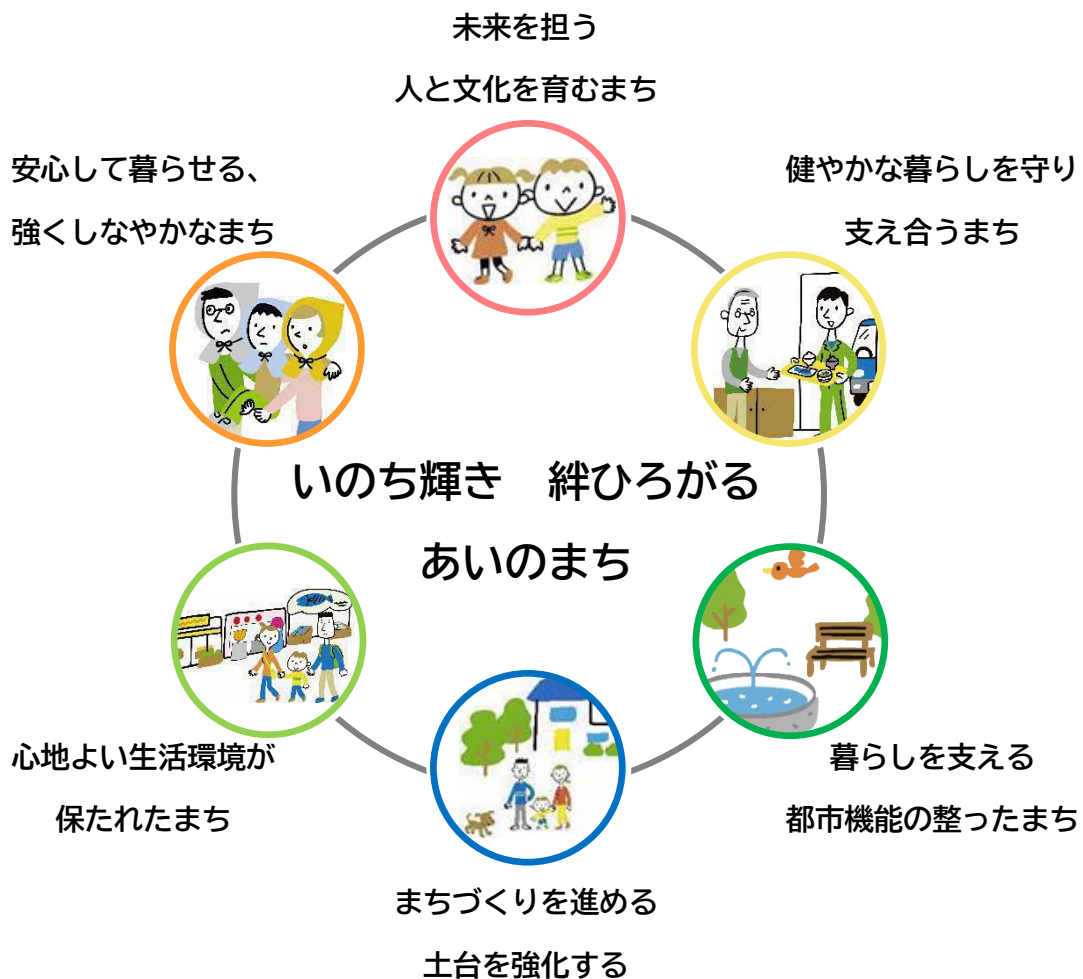 未来を担う
人と文化を育むまち
安心して暮らせる、
強くしなやかなまち
健やかな暮らしを守り
支え合うまち
いのち輝き　絆ひろがる
あいのまち
心地よい生活環境が
保たれたまち
暮らしを支える
都市機能の整ったまち
まちづくりを進める
土台を強化する